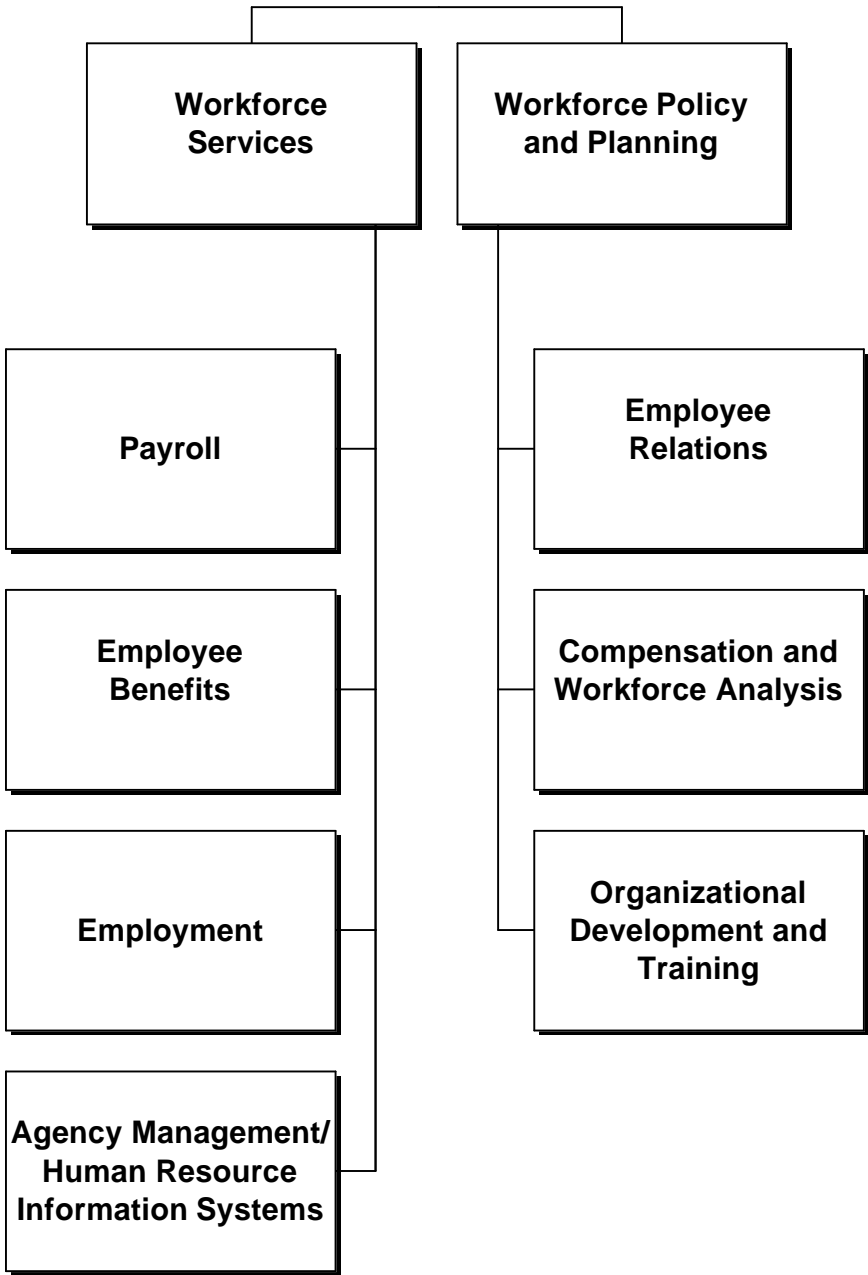 Workforce
Services
Workforce Policy
and Planning
Payroll
Employee
Relations
Employee
Benefits
Compensation and
Workforce Analysis
Employment
Organizational
Development and
Training
Agency Management/
Human Resource
Information Systems